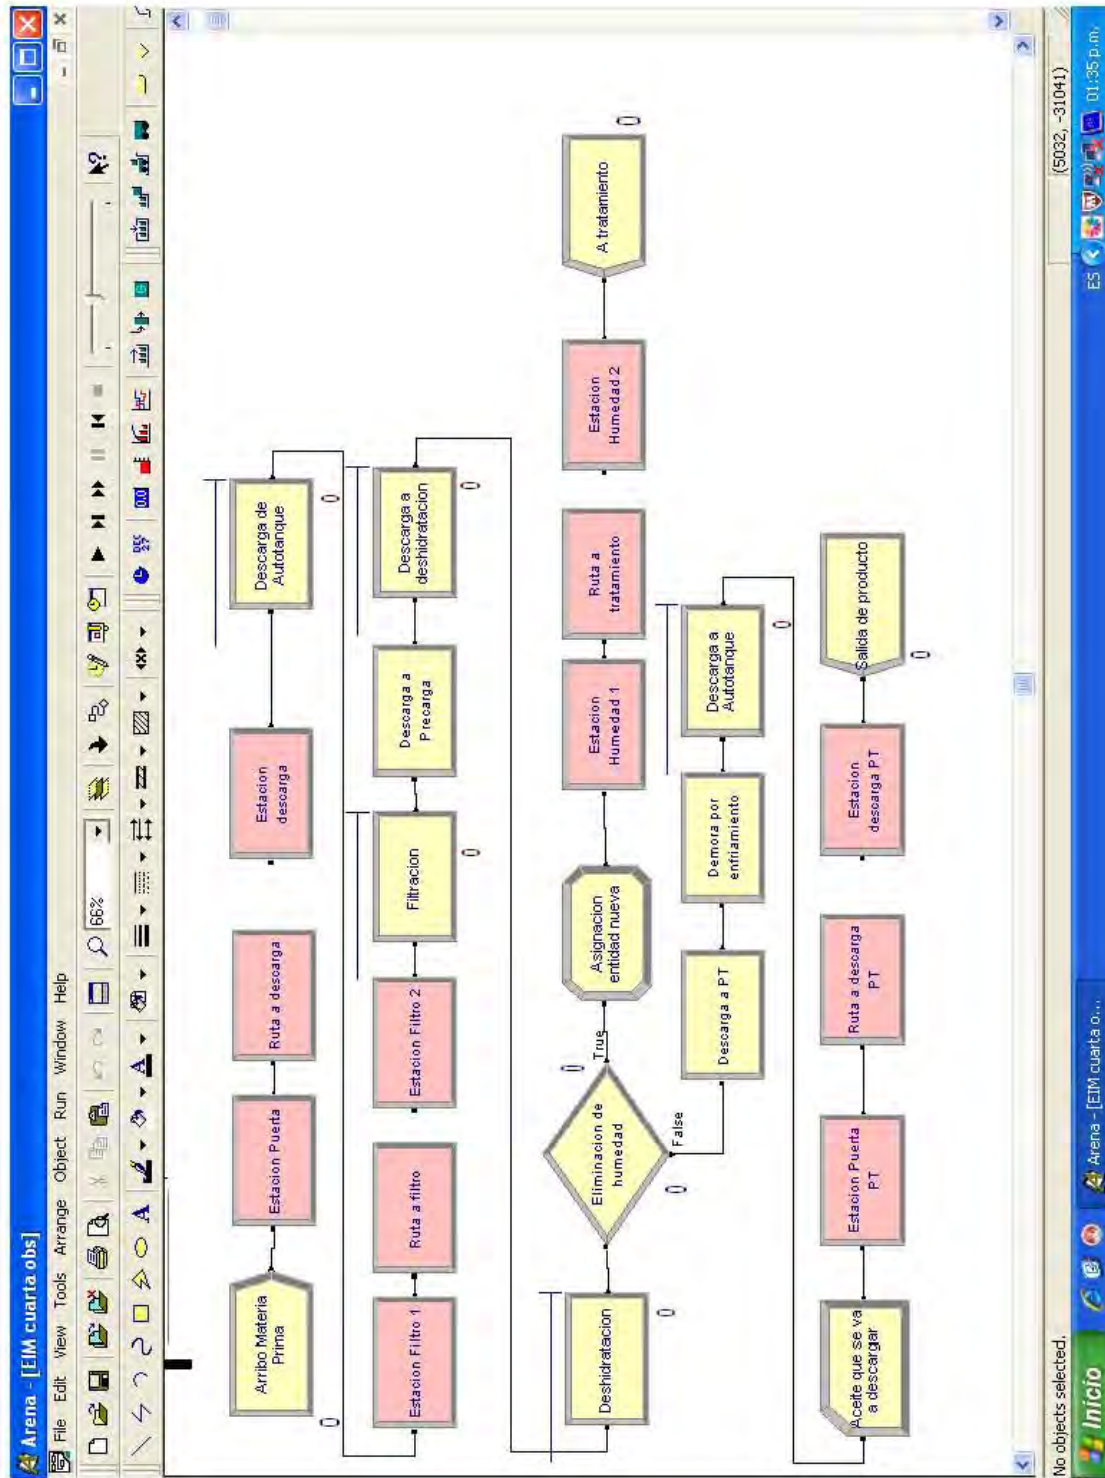 Arena - [EIM cuarta obs]
File Edit View Tools Arrange Object Run Window Help
66%
Arribo Materia
Prima
0
Estacion Puerta
Ruta a descarga
Estacion
descarga
Descarga de
Autotanque
0
Estacion Filtro 1
Ruta a filtro
Estacion Filtro 2
Filtracion
0
Descarga a
Precarga
Descarga a
deshidratacion
0
Deshidratacion
0
Eliminacion de
humedad
0
True
0
False
Asignacion
entidad nueva
Estacion
Humedad 1
Ruta a
tratamiento
Estacion
Humedad 2
A tratamiento
0
Descarga a PT
Demora por
enfriamiento
Descarga a
Autotanque
0
Aceite que se va
a descargar
Estacion Puerta
PT
Ruta a descarga
PT
Estacion
descarga PT
Salida de producto
0
No objects selected.
(5032, -31041)
Inicio
Arena - [EIM cuarta o...
ES
01:35 p.m.